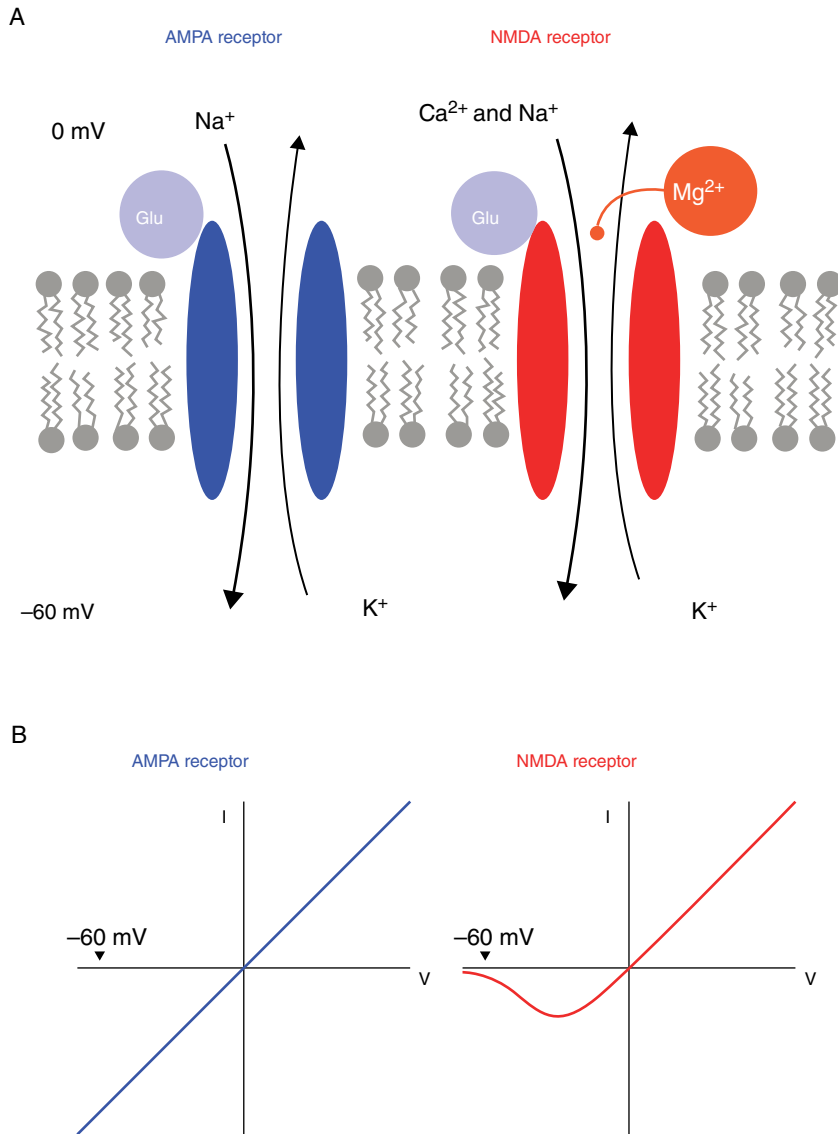 A
AMPA receptor
NMDA receptor
0 mV
Na⁺
Ca²⁺ and Na⁺
Glu
Glu
Mg²⁺
–60 mV
K⁺
K⁺
B
AMPA receptor
NMDA receptor
I
I
–60 mV
–60 mV
V
V